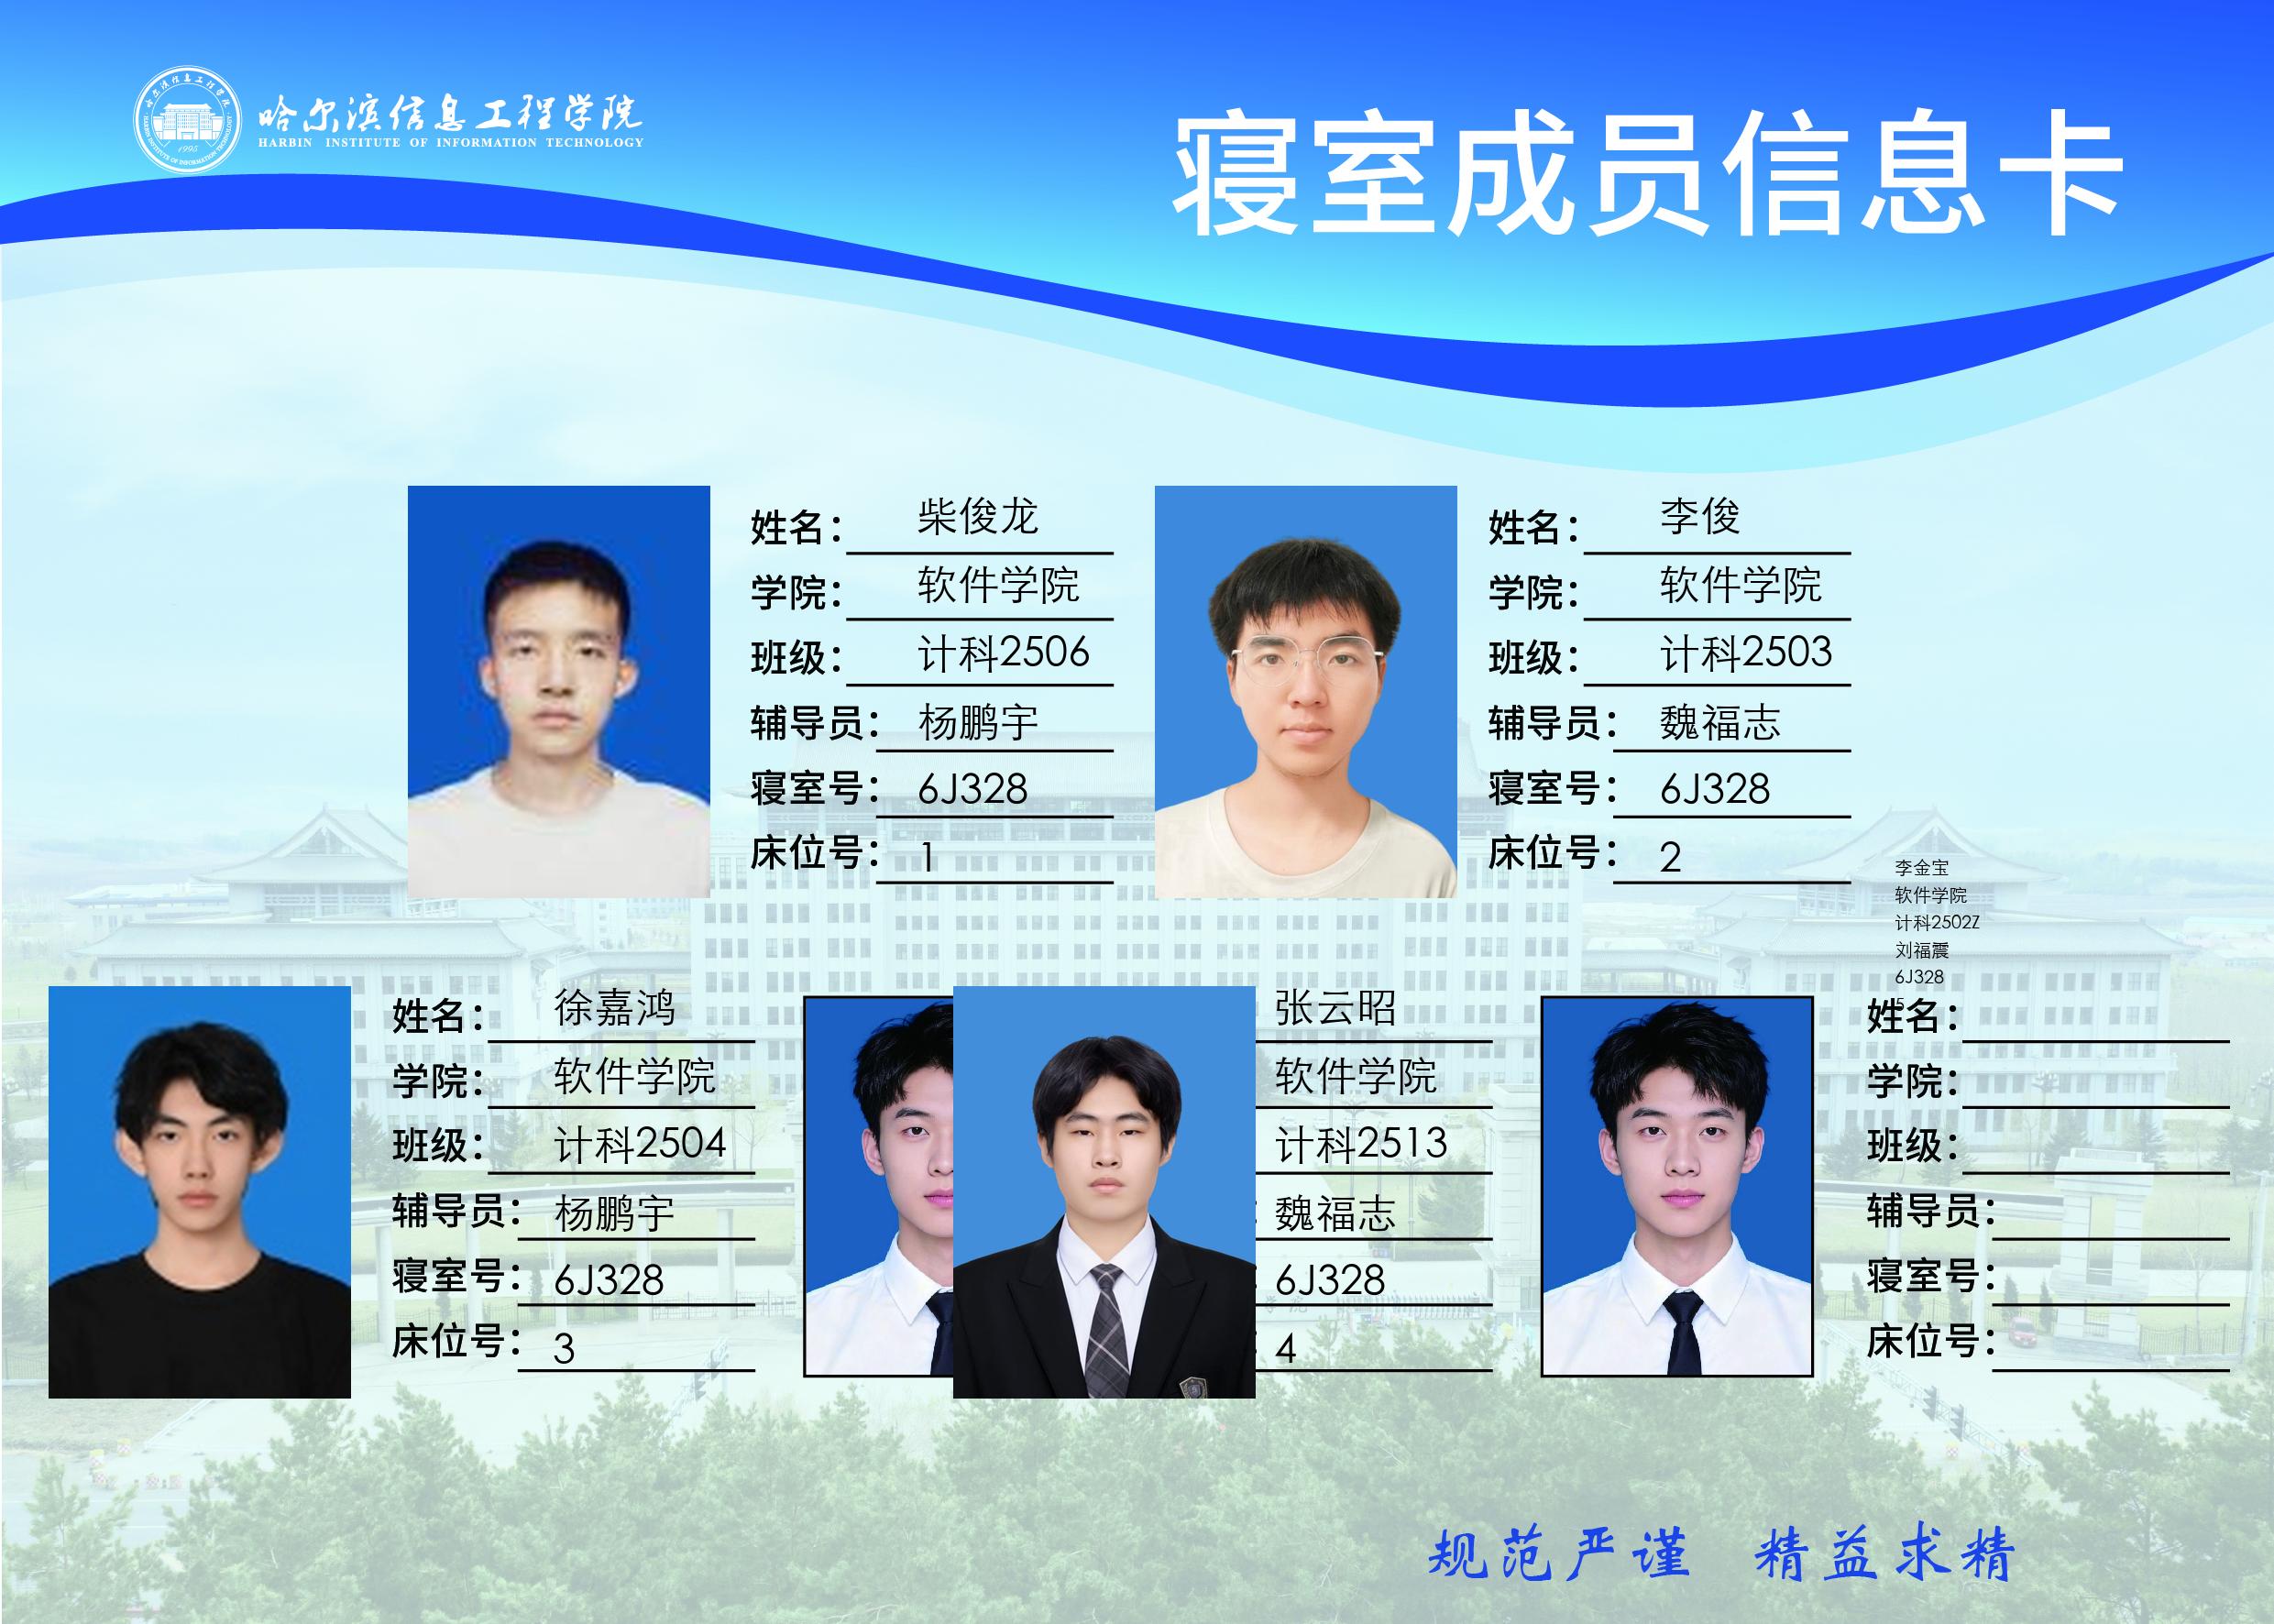 哈尔滨信息工程学院
HARBIN INSTITUTE OF INFORMATION TECHNOLOGY
1995
寝室成员信息卡
姓名： 柴俊龙
学院： 软件学院
班级： 计科2506
辅导员： 杨鹏宇
寝室号： 6J328
床位号： 1
姓名： 李俊
学院： 软件学院
班级： 计科2503
辅导员： 魏福志
寝室号： 6J328
床位号： 2
李金宝
软件学院
计科2502Z
刘福震
6J328
5
姓名： 徐嘉鸿
学院： 软件学院
班级： 计科2504
辅导员： 杨鹏宇
寝室号： 6J328
床位号： 3
张云昭
软件学院
计科2513
：魏福志
：6J328
：4
姓名：
学院：
班级：
辅导员：
寝室号：
床位号：
规范严谨 精益求精